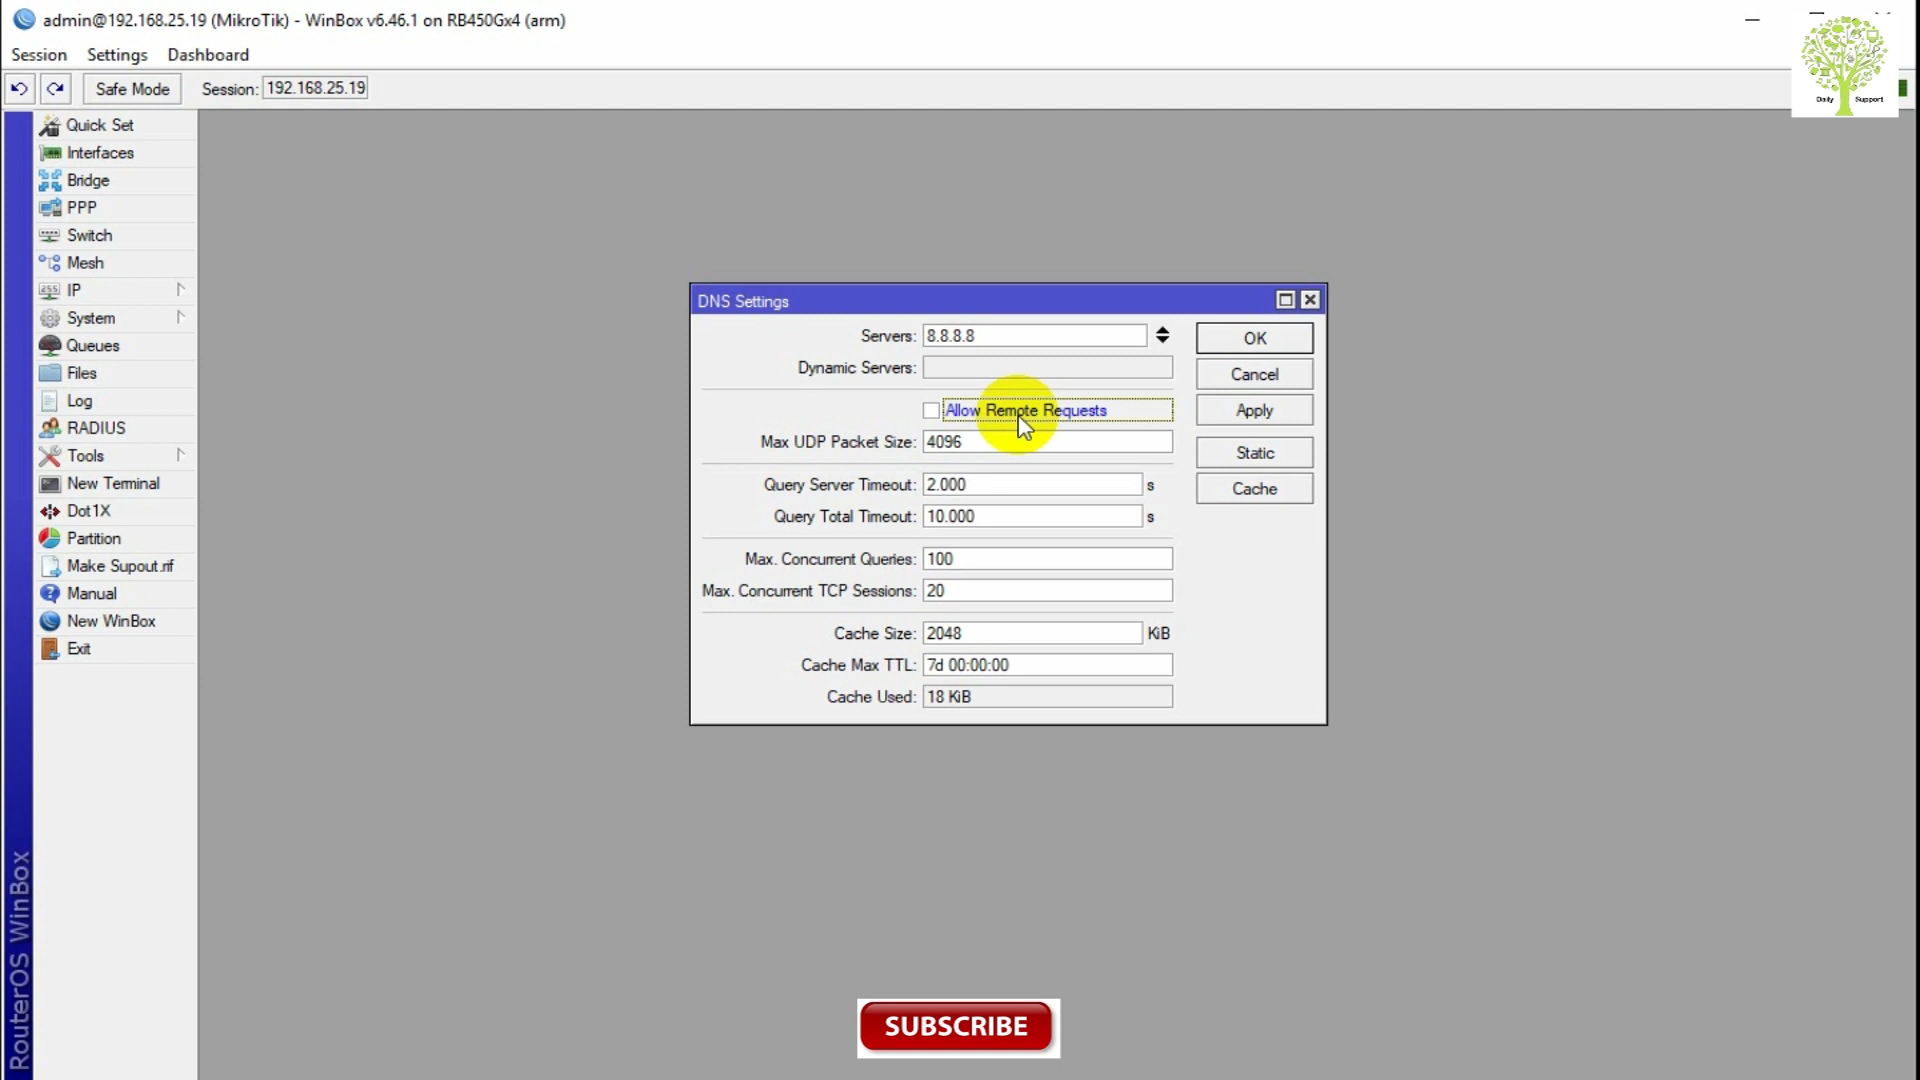 admin@192.168.25.19 (MikroTik) - WinBox v6.46.1 on RB450Gx4 (arm)
Session Settings Dashboard
Safe Mode Session: 192.168.25.19
Daily Support
Quick Set
Interfaces
Bridge
PPP
Switch
Mesh
IP
System
Queues
Files
Log
RADIUS
Tools
New Terminal
Dot1X
Partition
Make Supout.rif
Manual
New WinBox
Exit
RouterOS WinBox
DNS Settings
Servers: 8.8.8.8
Dynamic Servers:
Allow Remote Requests
Max UDP Packet Size: 4096
Query Server Timeout: 2.000 s
Query Total Timeout: 10.000 s
Max. Concurrent Queries: 100
Max. Concurrent TCP Sessions: 20
Cache Size: 2048 KiB
Cache Max TTL: 7d 00:00:00
Cache Used: 18 KiB
OK
Cancel
Apply
Static
Cache
SUBSCRIBE